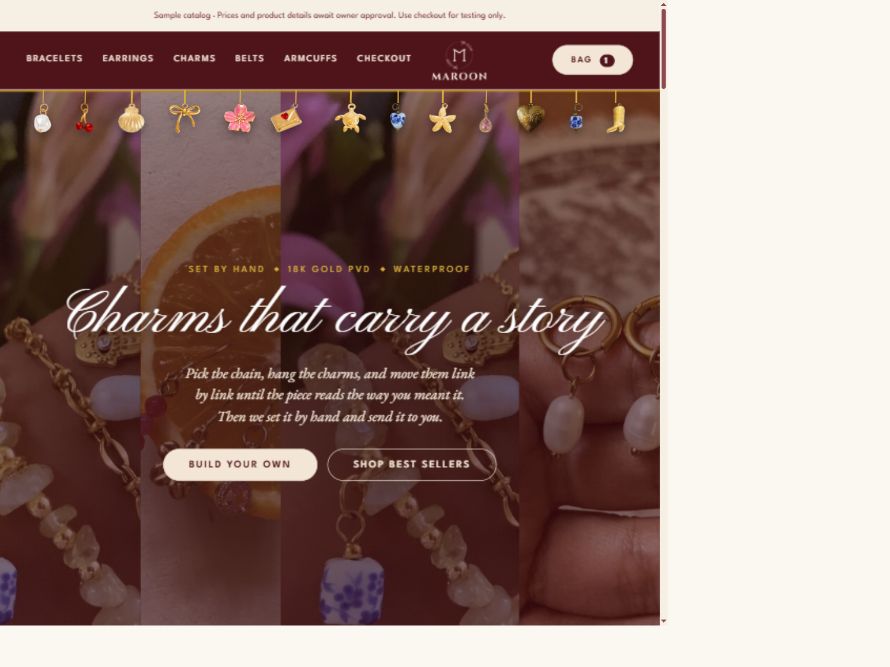 Sample catalog - Prices and product details await owner approval. Use checkout for testing only.
BRACELETS EARRINGS CHARMS BELTS ARMCUFFS CHECKOUT
M
MAROON
BAG 1
SET BY HAND ✦ 18K GOLD PVD ✦ WATERPROOF
Charms that carry a story
Pick the chain, hang the charms, and move them link
by link until the piece reads the way you meant it.
Then we set it by hand and send it to you.
BUILD YOUR OWN
SHOP BEST SELLERS